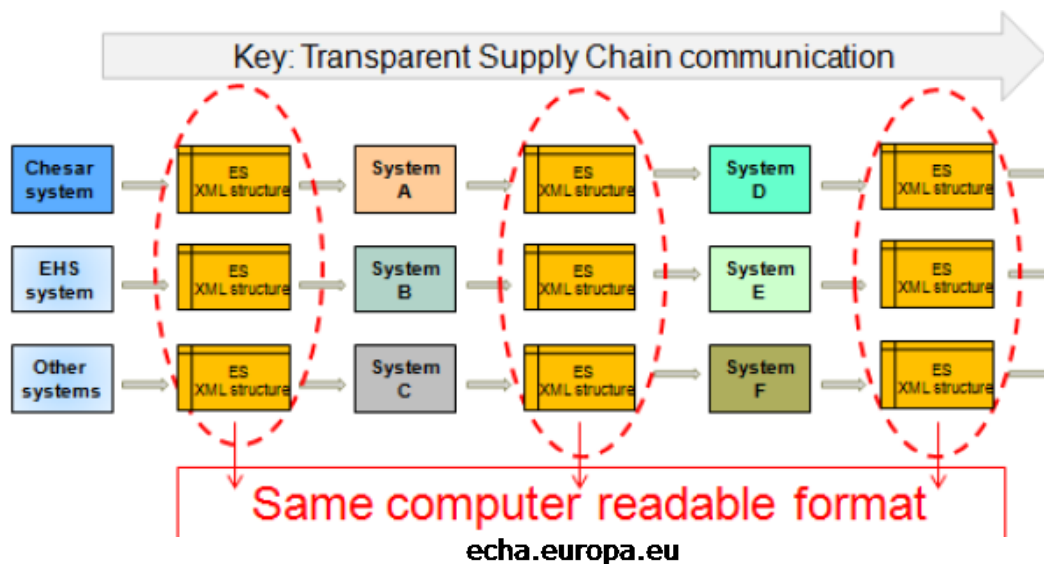 Key: Transparent Supply Chain communication
Chesar
system
ES
XML structure
System
A
ES
XML structure
System
D
ES
XML structure
EHS
system
ES
XML structure
System
B
ES
XML structure
System
E
ES
XML structure
Other
systems
ES
XML structure
System
C
ES
XML structure
System
F
ES
XML structure
Same computer readable format
echa.europa.eu